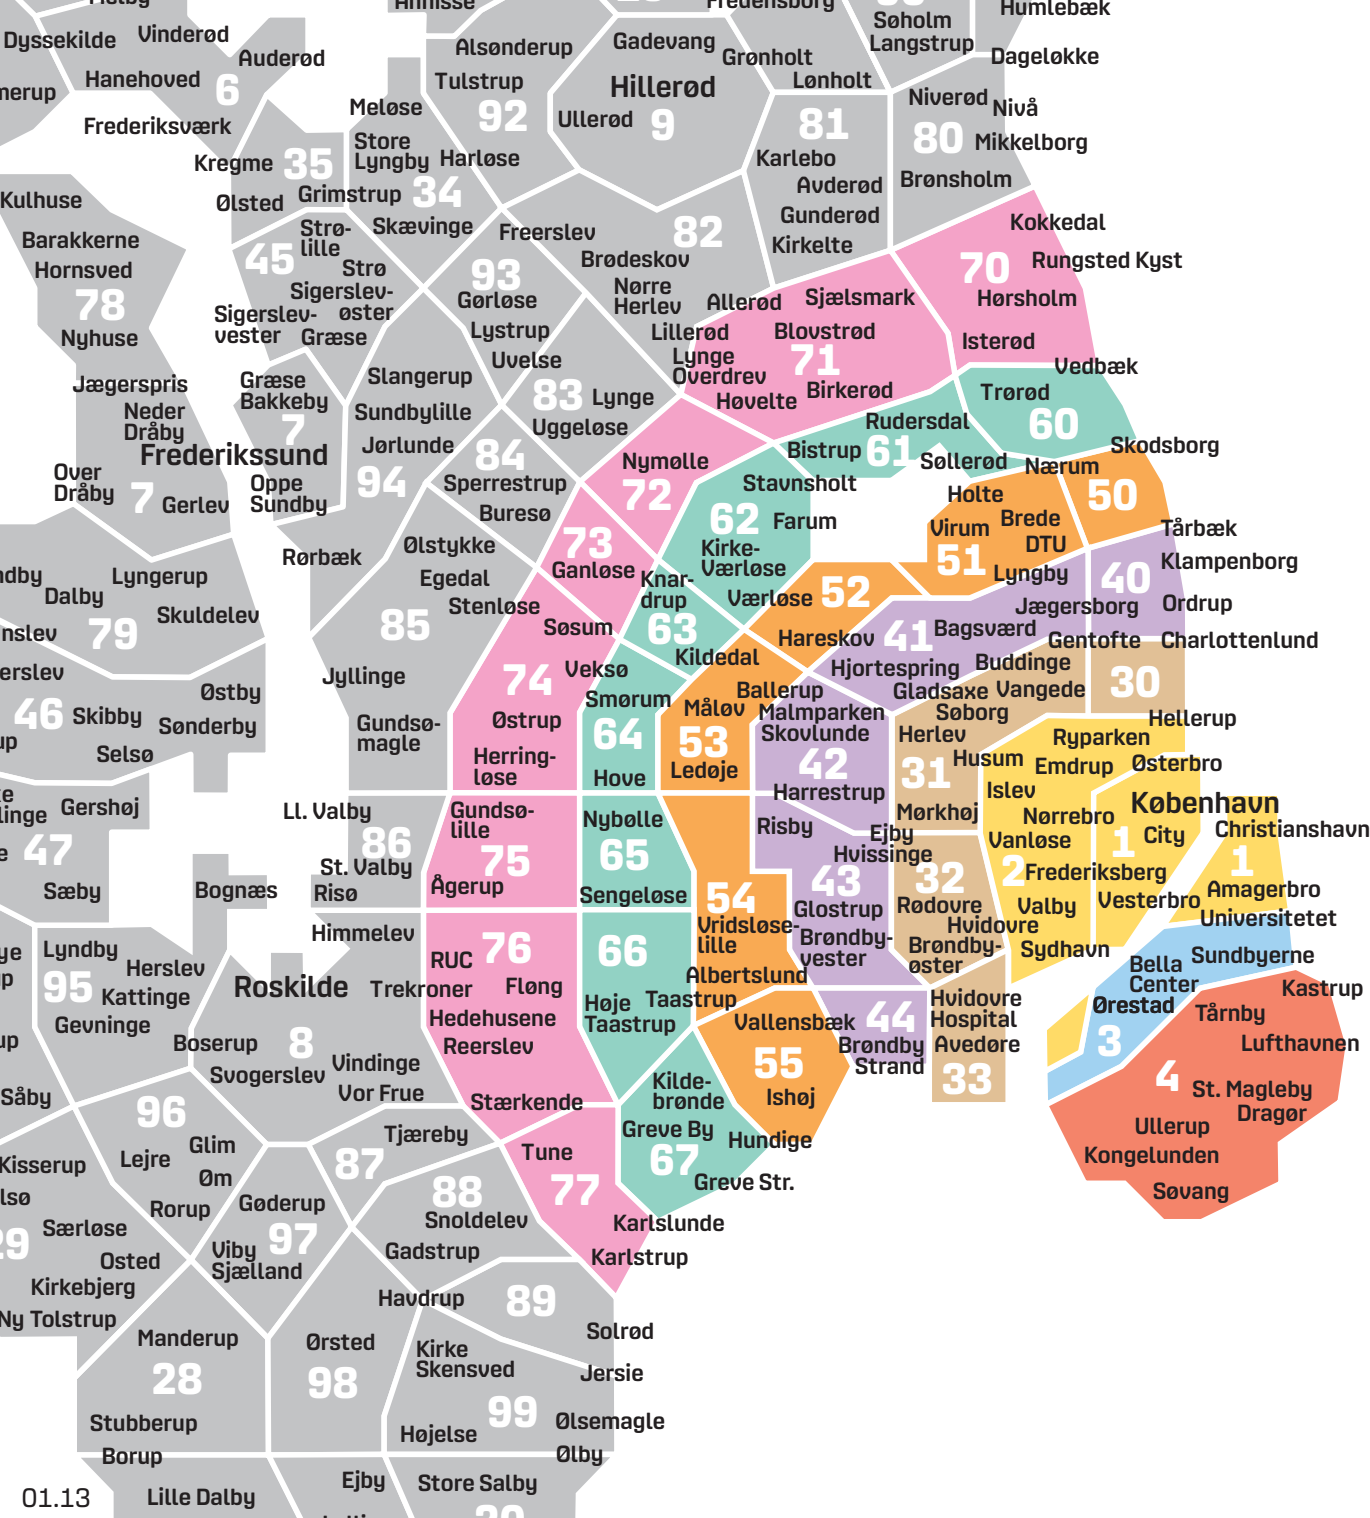 Humlebæk
Søholm
Langstrup
Dageløkke
Dyssekilde
Vinderød
Auderød
Hanehoved
6
Frederiksværk
Alsønderup
Tulstrup
92
Harløse
Gadevang
Hillerød
Ullerød
9
Grønholt
Lønholt
81
Karlebo
Avderød
Gunderød
Kirkelte
Niverød
Nivå
80
Mikkelborg
Brønsholm
Meløse
Store
Lyngby
34
Skævinge
Kregme
35
Ølsted
Grimstrup
Kulhuse
Barakkerne
Hornsved
78
Nyhuse
Jægerspris
Neder
Dråby
Strø-
lille
45
Strø
Sigerslev-
øster
Sigerslev-
vester
Græse
Freerslev
93
Gørløse
Lystrup
Uvelse
82
Brødeskov
Nørre
Herlev
Allerød
Sjælsmark
Lillerød
Blovstrød
Lynge
Overdrev
71
Birkerød
Høvelte
Kokkedal
70
Rungsted Kyst
Hørsholm
Isterød
Vedbæk
Græse
Bakkeby
7
Frederikssund
Over
Dråby
7
Gerlev
Oppe
Sundby
Slangerup
Sundbylille
Jørlunde
94
83
Lynge
Uggeløse
84
Sperrestrup
Buresø
Trørød
60
Rudersdal
Bistrup
61
Søllerød
Skodsborg
Nærum
50
Holte
Virum
Brede
DTU
51
Lyngby
Tårbæk
Klampenborg
40
Ordrup
Nymølle
72
Stavnsholt
62
Farum
Kirke-
Værløse
73
Ganløse
Knar-
drup
63
Kildedal
Værløse
52
Hareskov
41
Bagsværd
Jægersborg
Hjortespring
Gentofte
Charlottenlund
Buddinge
Gladsaxe
Vangede
30
Søborg
Hellerup
Rørbæk
Ølstykke
Egedal
Stenløse
85
Søsum
Lyngerup
Dalby
Skuldelev
79
Jyllinge
Gundsø-
magle
74
Veksø
Østrup
Herring-
løse
Smørum
64
Hove
Måløv
53
Ledøje
Ballerup
Malmparken
Skovlunde
42
Harrestrup
Herlev
31
Husum
Mørkhøj
Ryparken
Emdrup
Østerbro
Islev
Nørrebro
København
Christianshavn
Vanløse
1
City
1
2
Frederiksberg
Amagerbro
Valby
Vesterbro
Universitetet
Sydhavn
Østby
46
Skibby
Sønderby
Selsø
Gershøj
47
Sæby
Ll. Valby
86
St. Valby
Risø
Bognæs
Gundsø-
lille
75
Ågerup
Nybølle
65
Sengeløse
Risby
Ejby
Hvissinge
43
Glostrup
Brøndby-
vester
32
Rødovre
Hvidovre
Brøndby-
øster
54
Vridsløse-
lille
Albertslund
Himmelev
RUC
76
Trekroner
Fløng
Hedehusene
Reerslev
Stærkende
66
Høje
Taastrup
Taastrup
Vallensbæk
55
Ishøj
44
Brøndby
Strand
Hvidovre
Hospital
Avedøre
33
Bella
Center
Sundbyerne
Ørestad
3
Kastrup
Tårnby
Lufthavnen
4
St. Magleby
Dragør
Ullerup
Kongelunden
Søvang
Lyndby
Herslev
95
Kattinge
Gevninge
Roskilde
Boserup
8
Svogerslev
Vindinge
Vor Frue
Såby
96
Glim
Lejre
Øm
Rorup
Kisserup
Særløse
Osted
Kirkebjerg
Ny Tolstrup
Gøderup
97
Viby
Sjælland
Tjæreby
87
88
Snoldelev
Gadstrup
Tune
77
Kilde-
brønde
Greve By
Hundige
67
Greve Str.
Karlslunde
Karlstrup
Havdrup
89
Solrød
Manderup
28
Stubberup
Borup
Ørsted
98
Kirke
Skensved
99
Højelse
Jersie
Ølsemagle
Ølby
Lille Dalby
Ejby
Store Salby
01.13